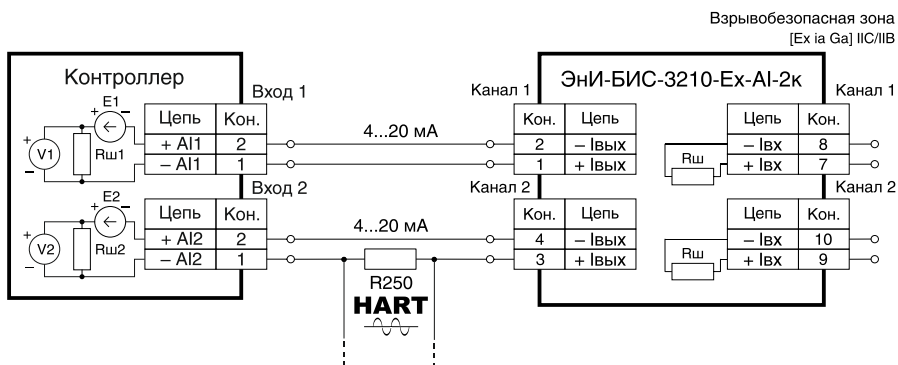 Взрывобезопасная зона
[Ex ia Ga] IIC/IIB
Контроллер
E1
+
–
+
V1
–
Rш1
Вход 1
Цепь Кон.
+ AI1 2
– AI1 1
E2
+
–
+
V2
–
Rш2
Вход 2
Цепь Кон.
+ AI2 2
– AI2 1
4...20 мА
4...20 мА
R250
HART
ЭнИ-БИС-3210-Ex-AI-2к
Канал 1
Кон. Цепь
2 – Iвых
1 + Iвых
Канал 2
Кон. Цепь
4 – Iвых
3 + Iвых
Rш
Канал 1
Цепь Кон.
– Iвх 8
+ Iвх 7
Rш
Канал 2
Цепь Кон.
– Iвх 10
+ Iвх 9